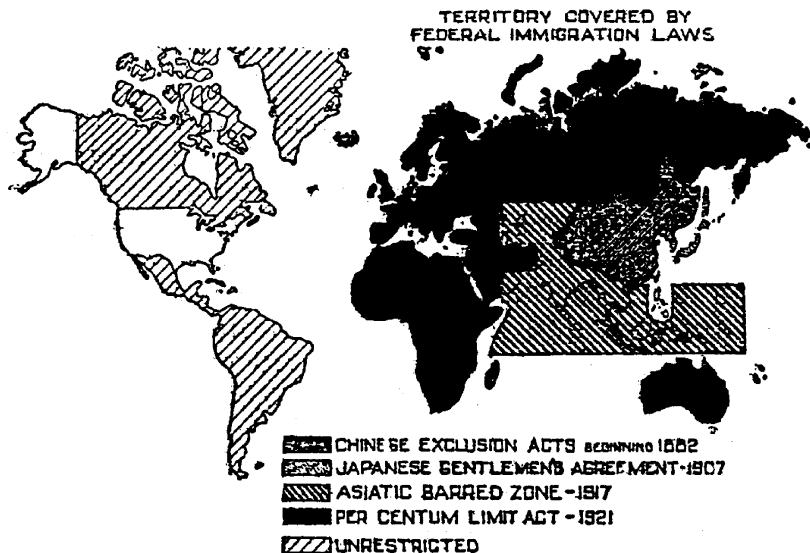 TERRITORY COVERED BY
FEDERAL IMMIGRATION LAWS
CHINESE EXCLUSION ACTS BEGINNING 1882
JAPANESE GENTLEMEN'S AGREEMENT-1907
ASIATIC BARRED ZONE-1917
PER CENTUM LIMIT ACT-1921
UNRESTRICTED